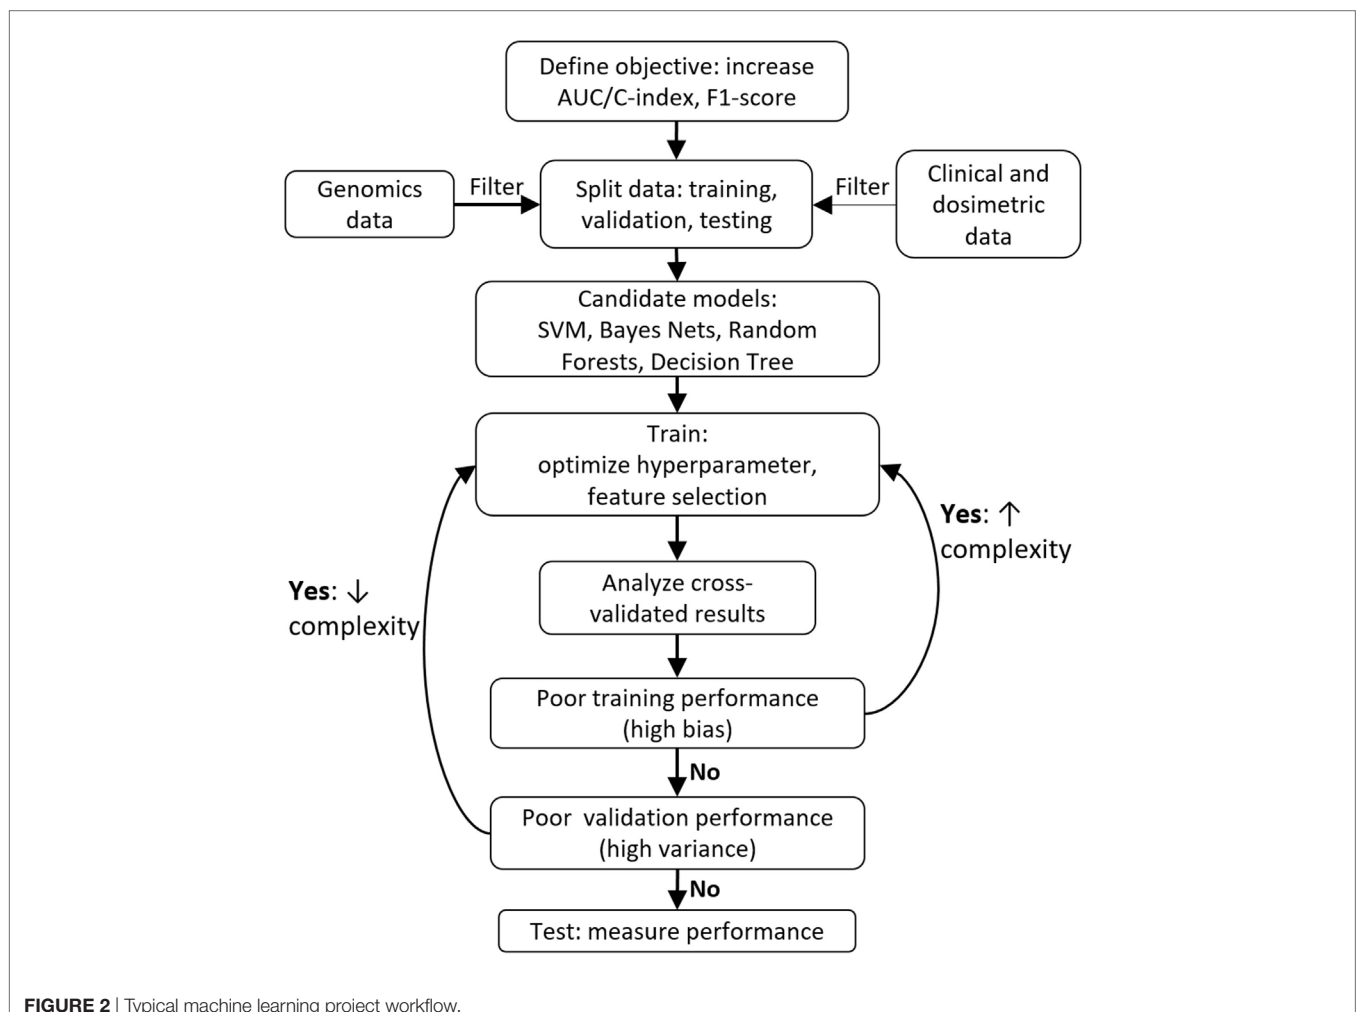 Define objective: increase
AUC/C-index, F1-score
Genomics
data
Filter
Split data: training,
validation, testing
Filter
Clinical and
dosimetric
data
Candidate models:
SVM, Bayes Nets, Random
Forests, Decision Tree
Train:
optimize hyperparameter,
feature selection
Yes: ↑
complexity
Analyze cross-
validated results
Yes: ↓
complexity
Poor training performance
(high bias)
No
Poor validation performance
(high variance)
No
Test: measure performance
FIGURE 2 | Typical machine learning project workflow.